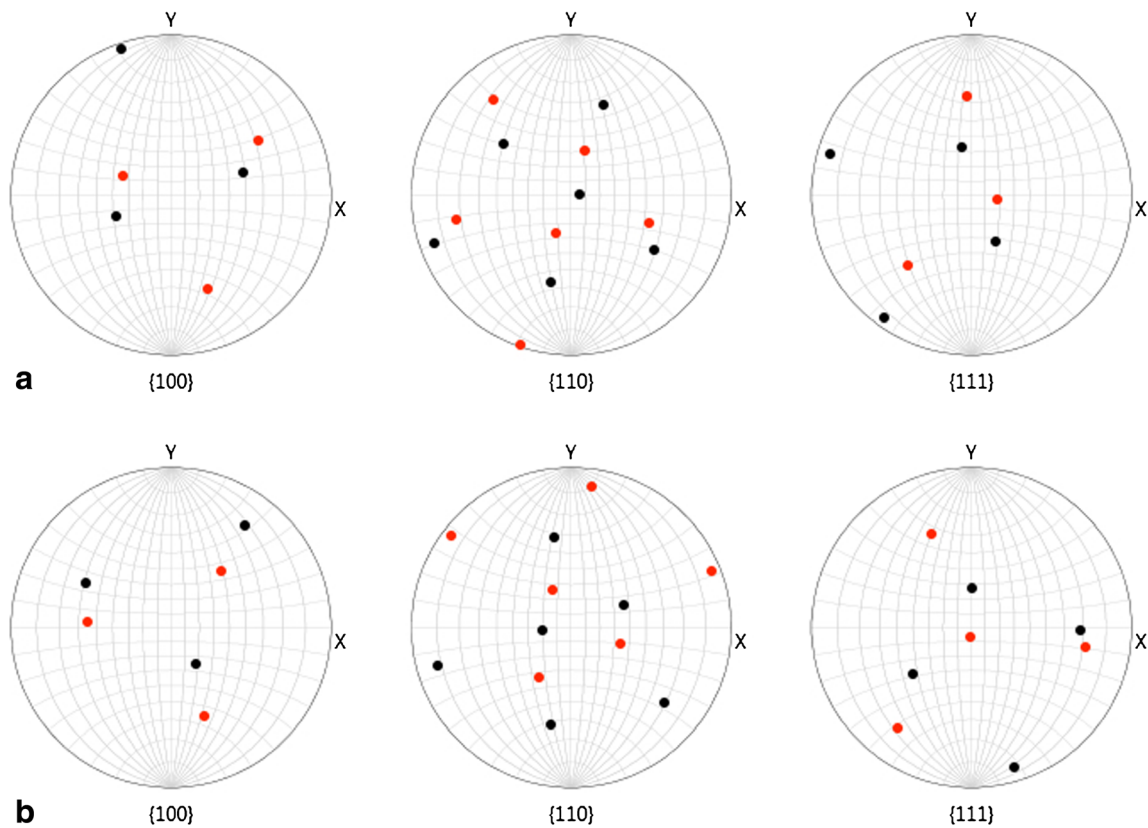 Y Y Y
X X X
a {100} {110} {111}
Y Y Y
X X X
b {100} {110} {111}